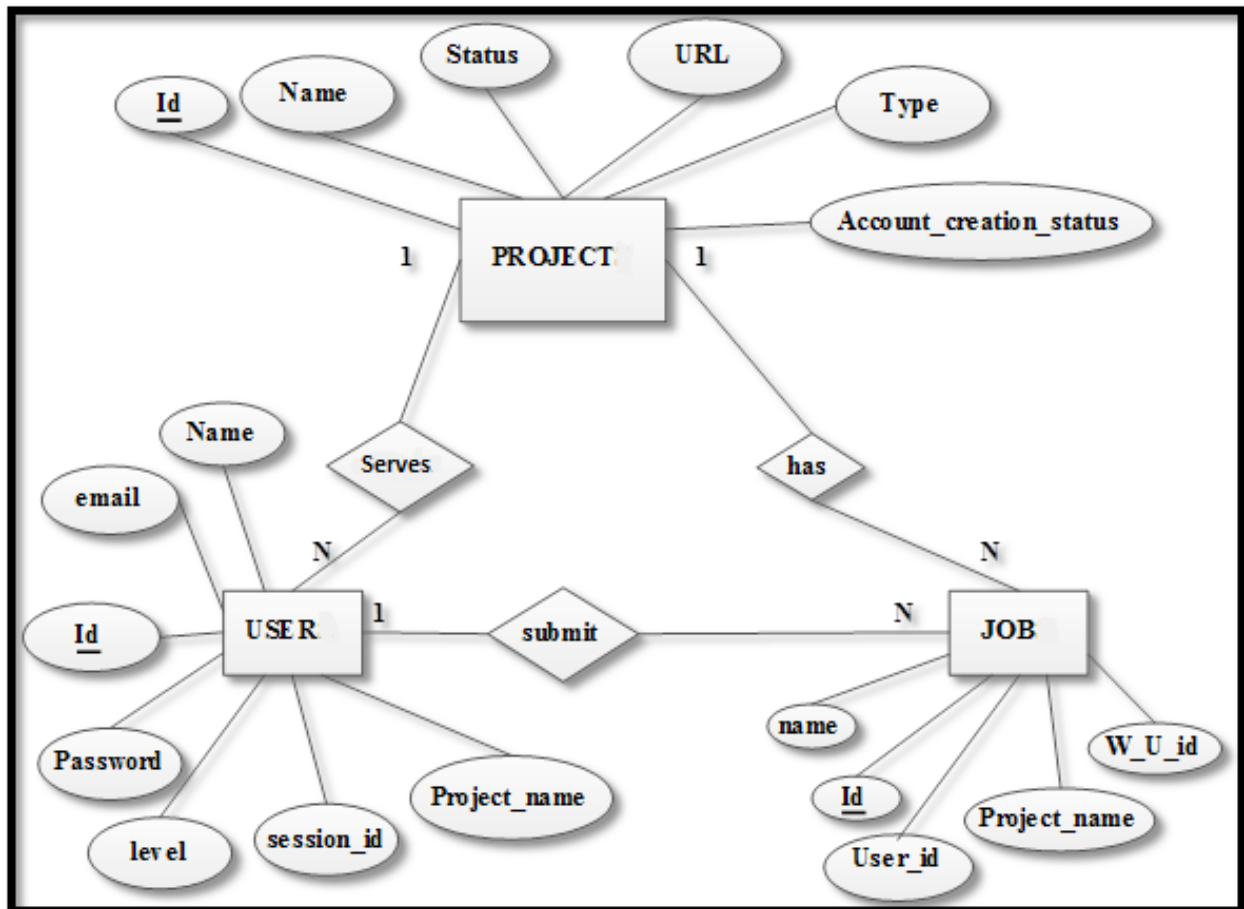 Status
URL
Name
Id
Type
Account_creation_status
1
PROJECT
1
Name
Serves
has
email
N
N
Id
USER
1
submit
N
JOB
name
W_U_id
Password
Project_name
Id
Project_name
level
session_id
User_id